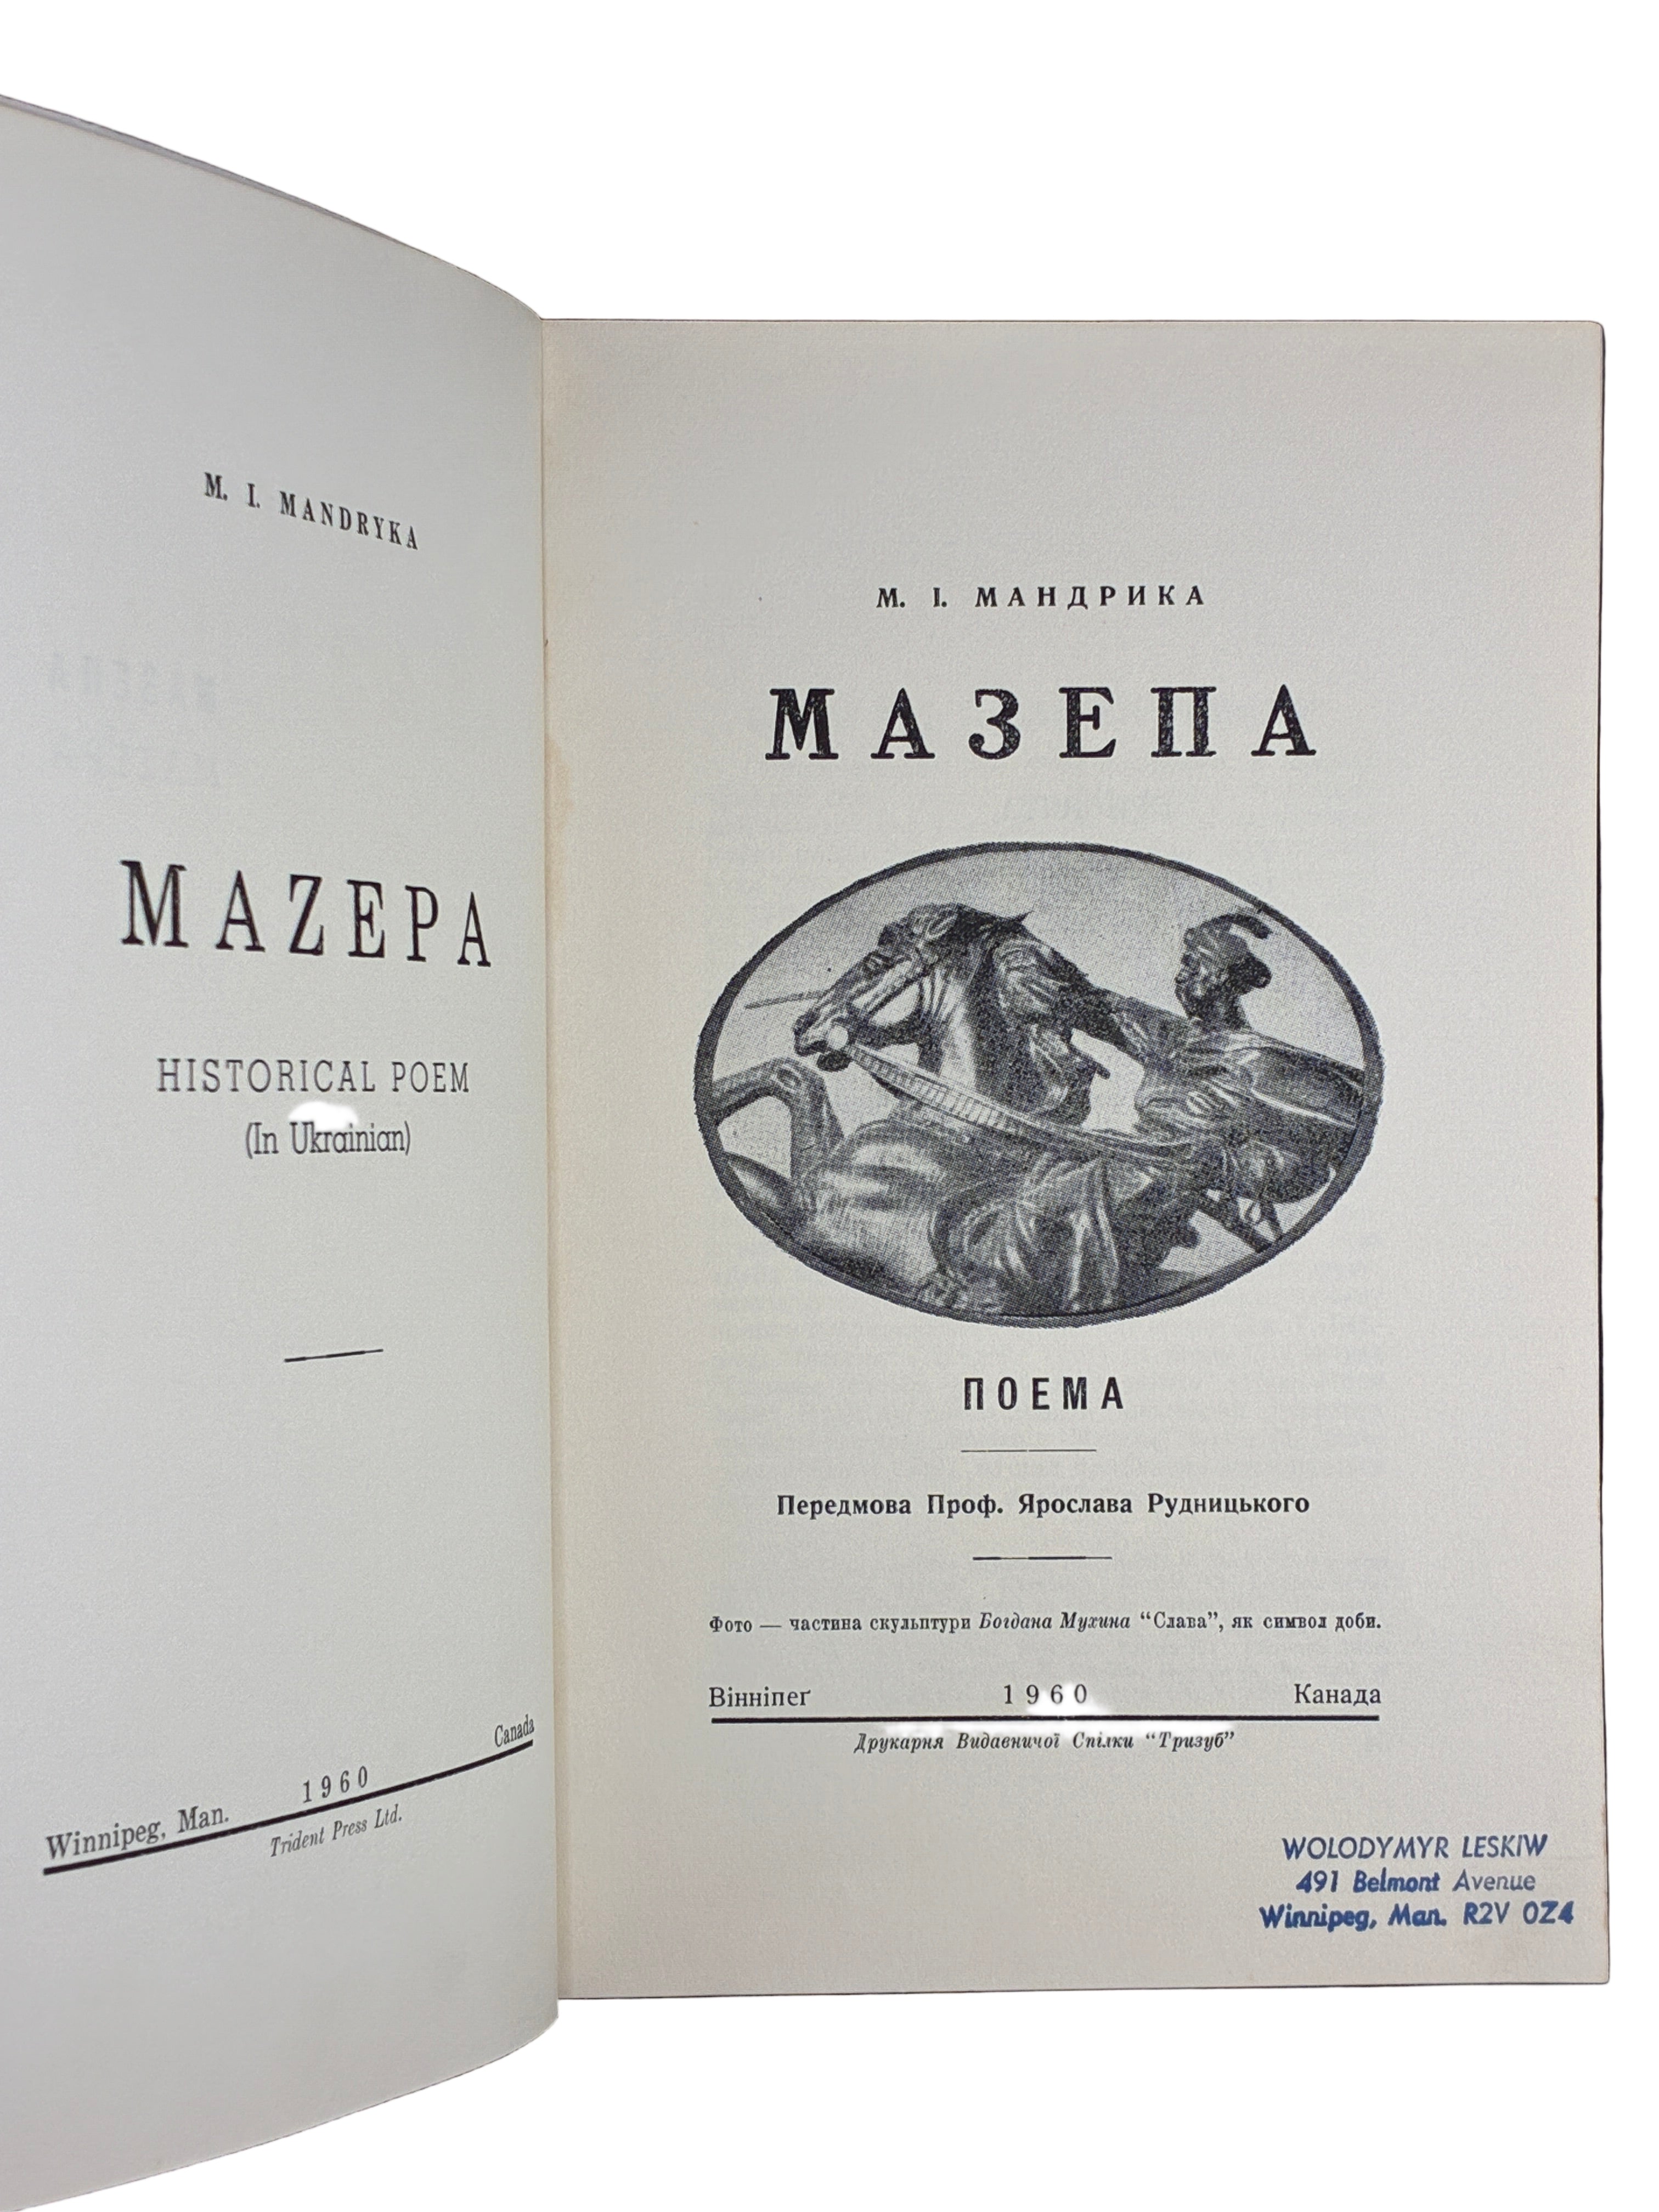 M. I. MANDRYKA
MAZEPA
HISTORICAL POEM
(In Ukrainian)
Winnipeg, Man. 1960 Canada
Trident Press Ltd.
М. І. МАНДРИКА
МАЗЕПА
ПОЕМА
Передмова Проф. Ярослава Рудницького
Фото — частина скульптури Богдана Мухина “Слава”, як символ доби.
Вінніпеґ 1960 Канада
Друкарня Видавничої Спілки “Тризуб”
WOLODYMYR LESKIW
491 Belmont Avenue
Winnipeg, Man. R2V 0Z4